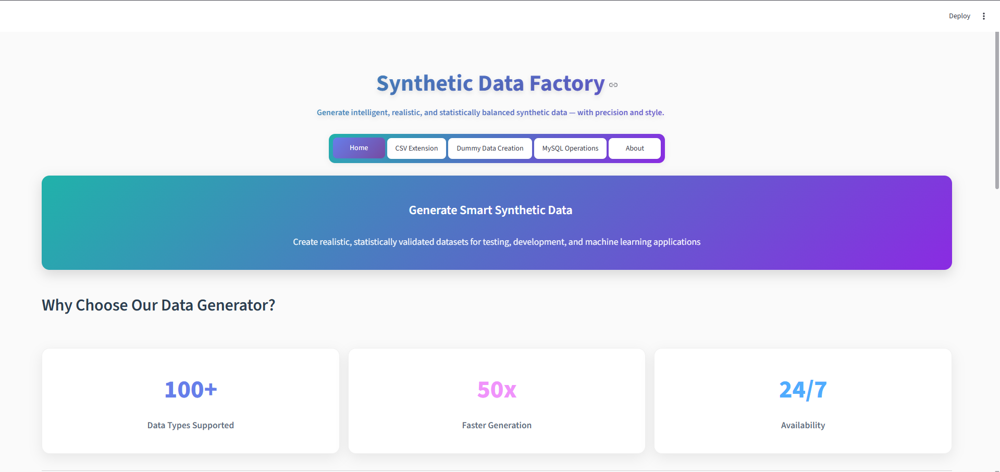 Deploy
Synthetic Data Factory
Generate intelligent, realistic, and statistically balanced synthetic data — with precision and style.
Home CSV Extension Dummy Data Creation MySQL Operations About
Generate Smart Synthetic Data
Create realistic, statistically validated datasets for testing, development, and machine learning applications
Why Choose Our Data Generator?
100+ 50x 24/7
Data Types Supported Faster Generation Availability